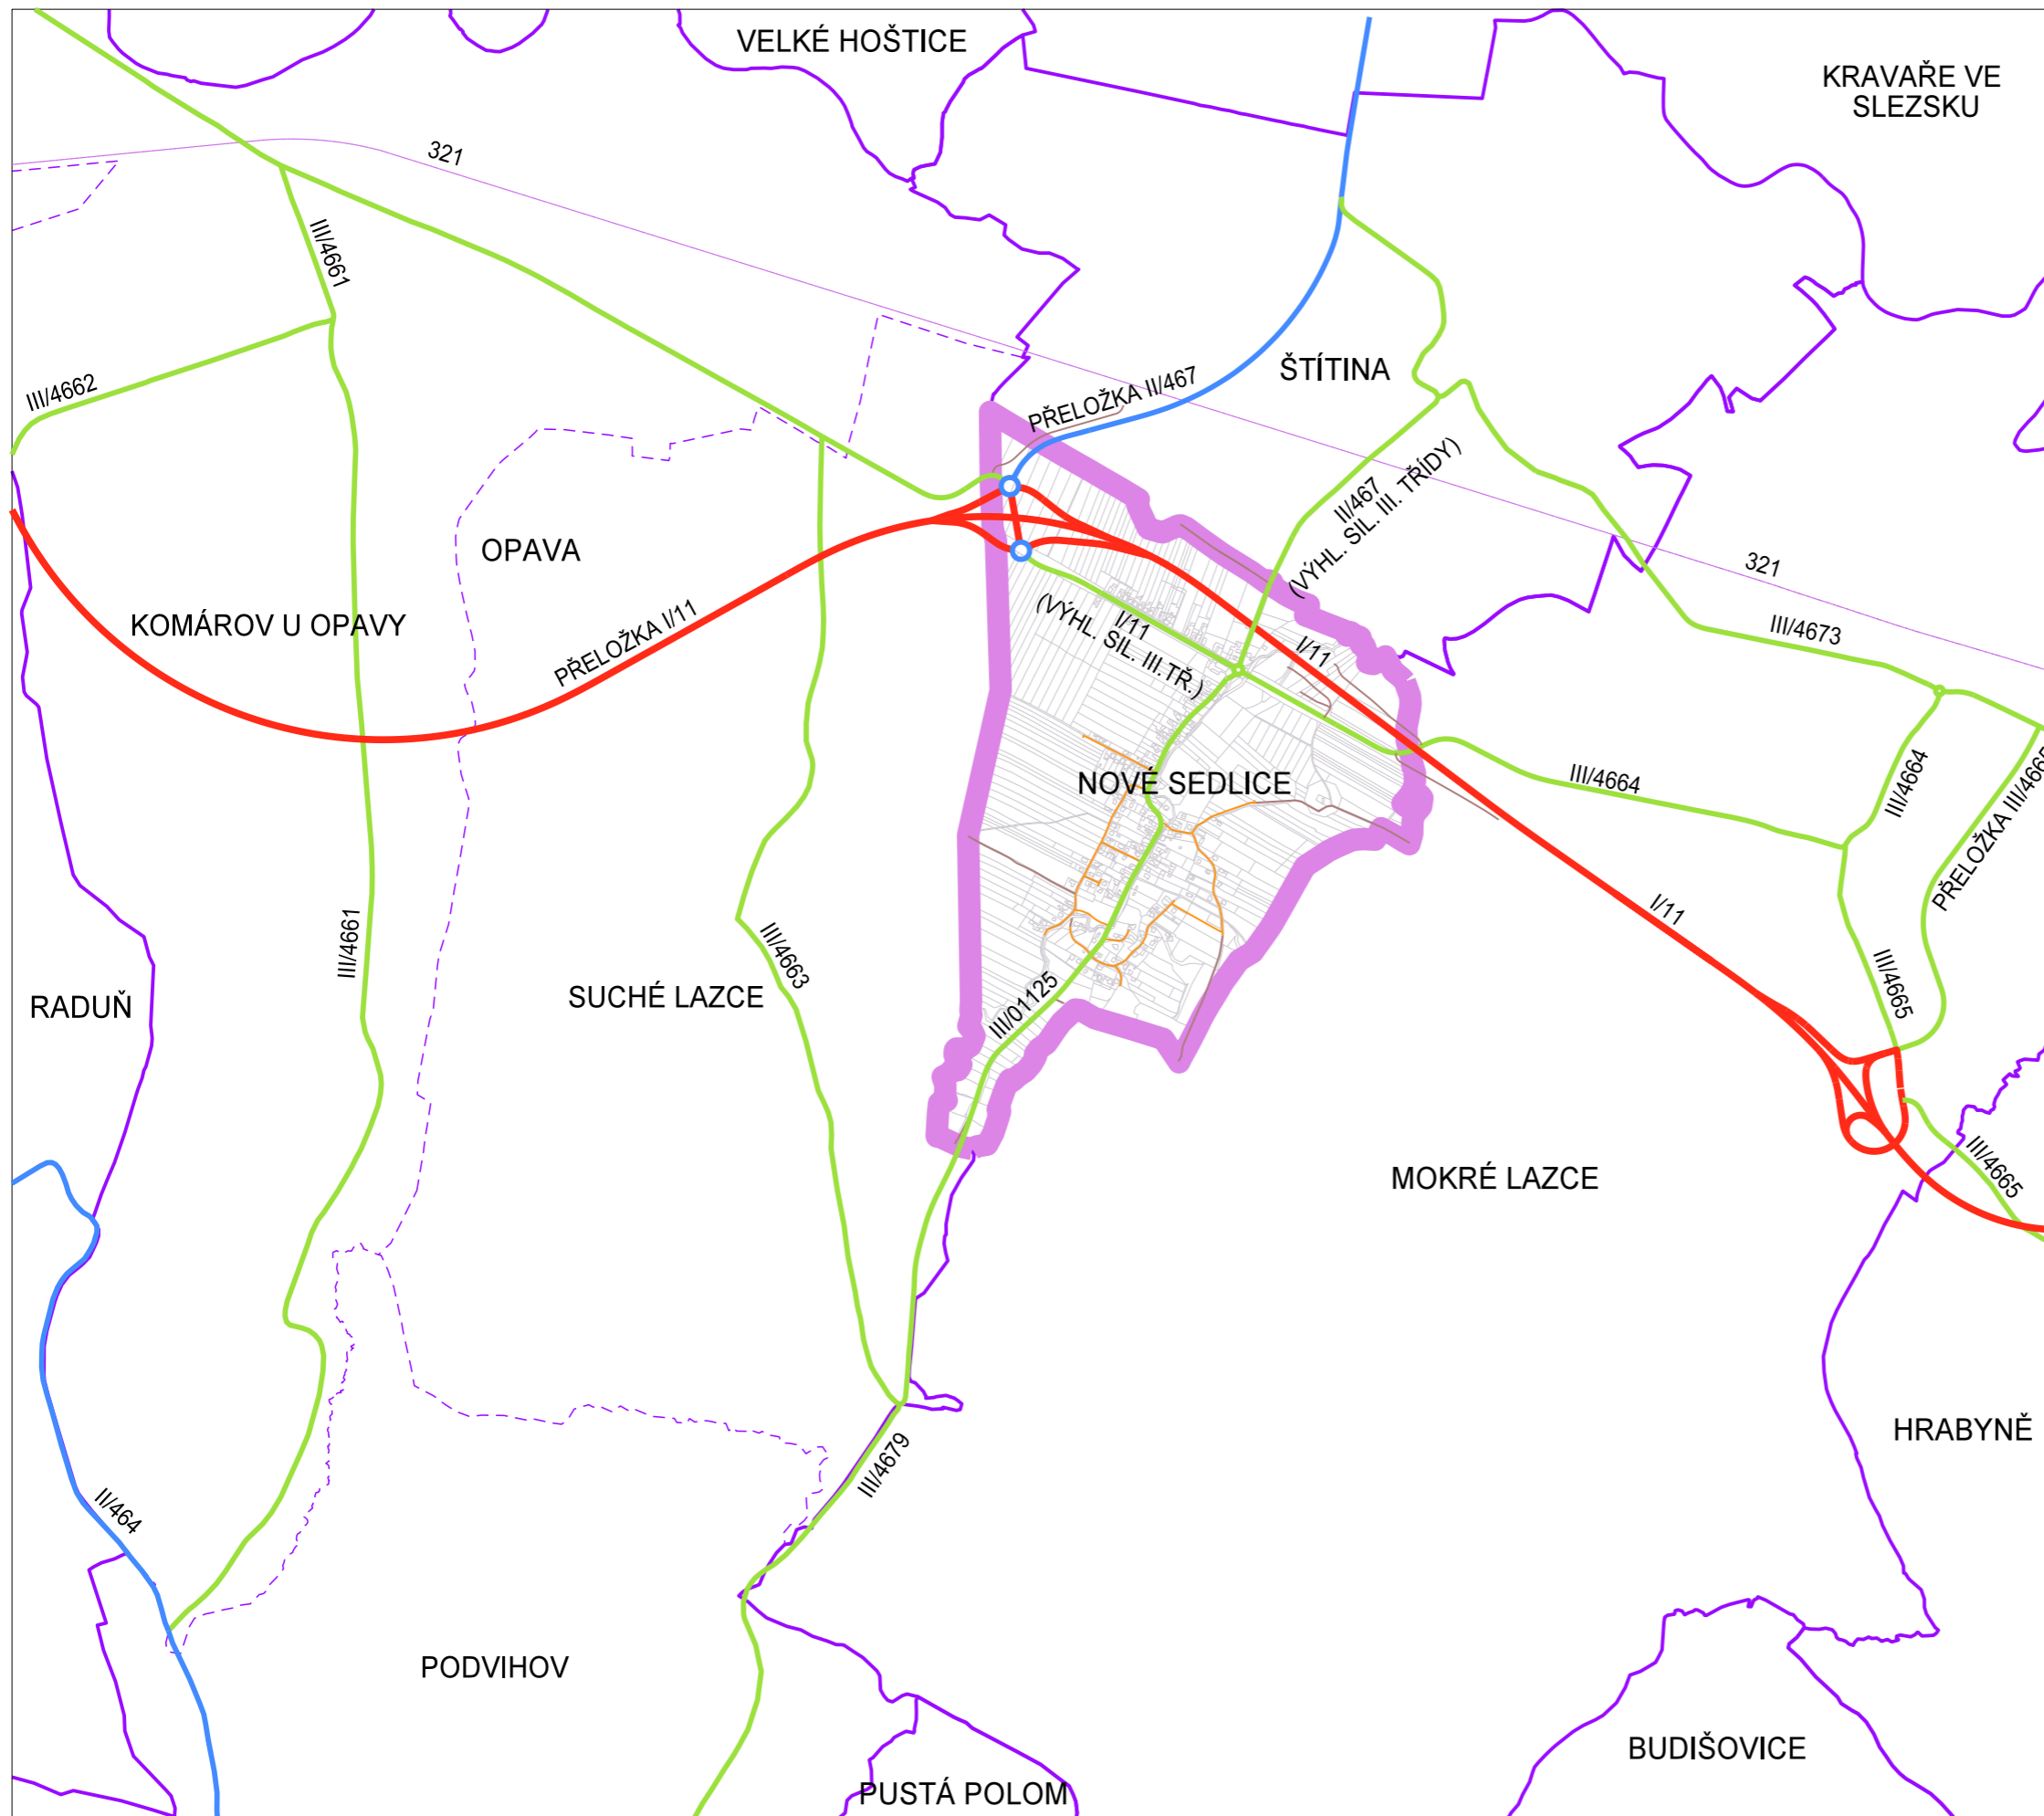 VELKÉ HOŠTICE
KRAVAŘE VE
SLEZSKU
321
III/4661
III/4662
PŘELOŽKA II/467
ŠTÍTINA
II/467
(VÝHL. SIL. III. TŘÍDY)
OPAVA
321
KOMÁROV U OPAVY
PŘELOŽKA I/11
I/11
(VÝHL. SIL. III.TŘ.)
I/11
III/4673
NOVÉ SEDLICE
III/4664
III/4664
PŘELOŽKA III/4665
I/11
III/4661
III/4663
III/4665
RADUŇ
SUCHÉ LAZCE
III/01125
MOKRÉ LAZCE
III/4665
HRABYNĚ
III/4679
II/464
PODVIHOV
BUDIŠOVICE
PUSTÁ POLOM